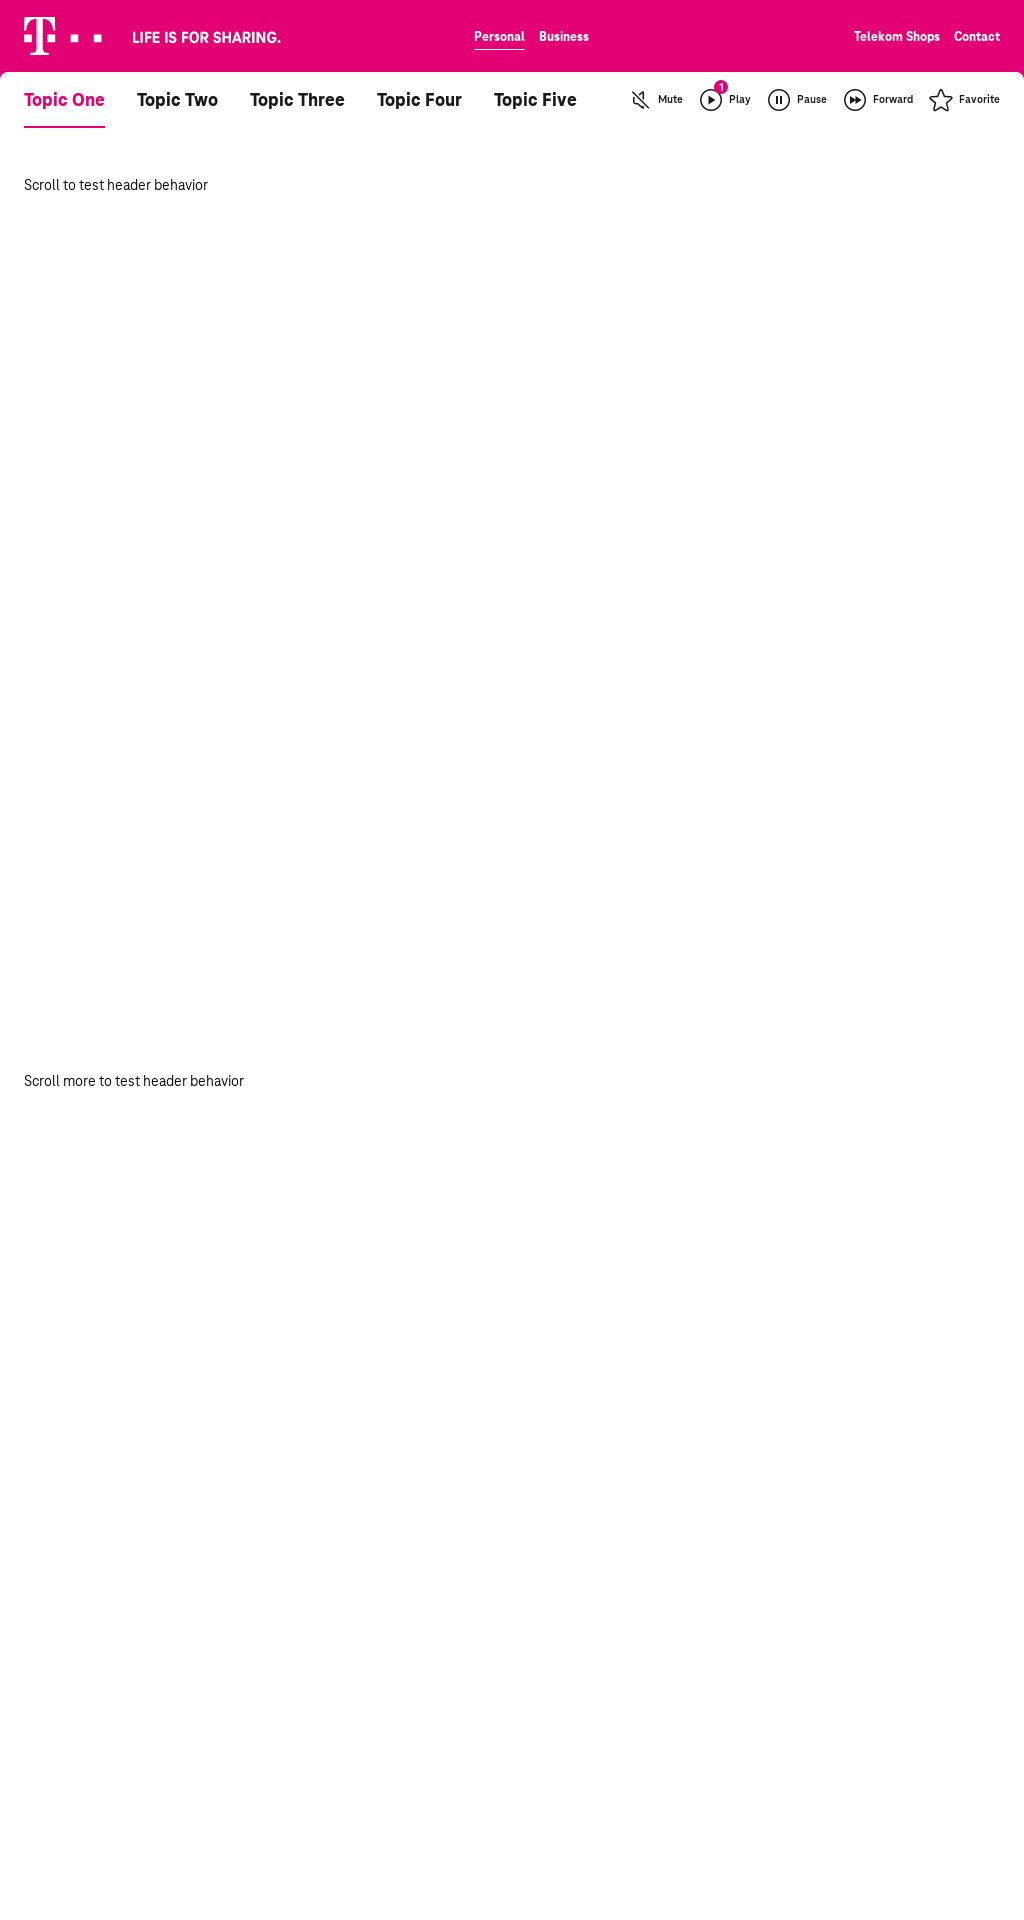 T
LIFE IS FOR SHARING.
Personal Business
Telekom Shops Contact
Topic One Topic Two Topic Three Topic Four Topic Five
Mute 1 Play Pause Forward Favorite
Scroll to test header behavior
Scroll more to test header behavior